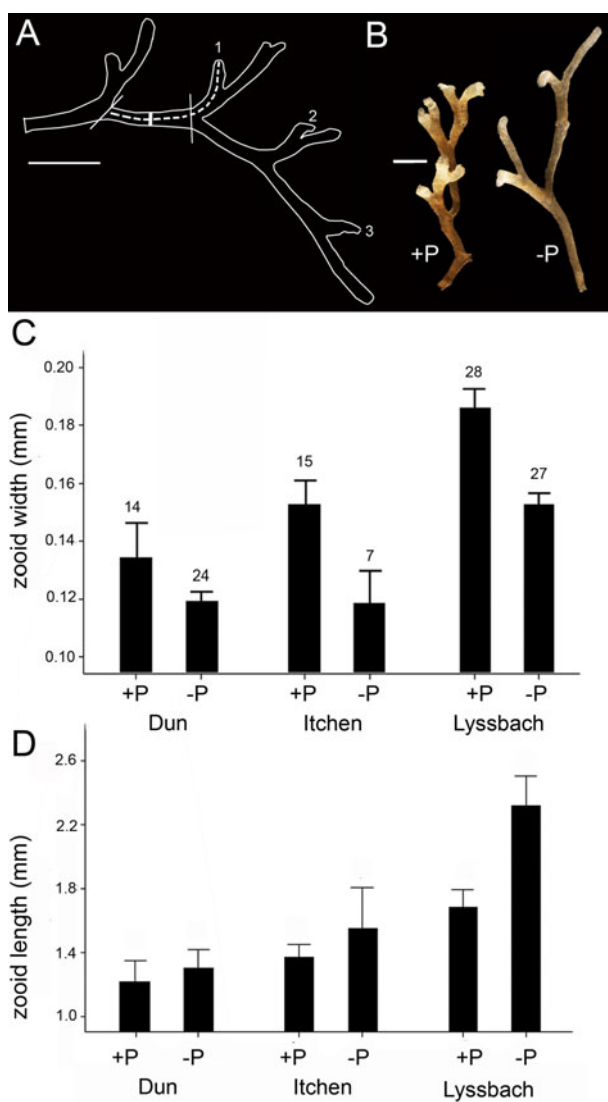 A
B
1
2
3
+P
-P
C
zooid width (mm)
0.20
0.18
0.16
0.14
0.12
0.10
14
24
15
7
28
27
+P -P +P -P +P -P
Dun Itchen Lyssbach
D
zooid length (mm)
2.6
2.2
1.8
1.4
1.0
+P -P +P -P +P -P
Dun Itchen Lyssbach